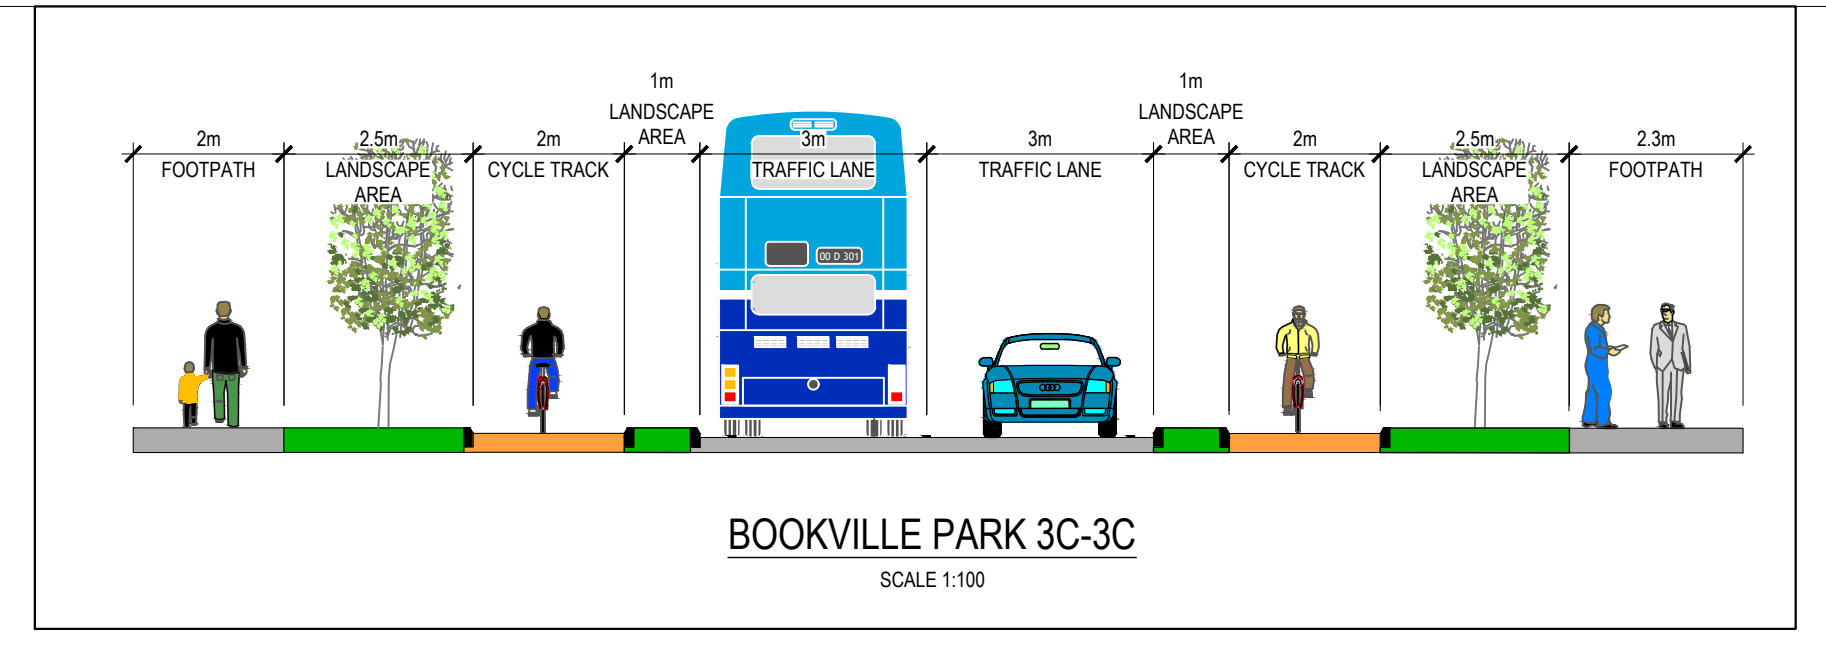 1m
LANDSCAPE
AREA
1m
LANDSCAPE
AREA
2m
FOOTPATH
2.5m
LANDSCAPE
AREA
2m
CYCLE TRACK
3m
TRAFFIC LANE
3m
TRAFFIC LANE
2m
CYCLE TRACK
2.5m
LANDSCAPE
AREA
2.3m
FOOTPATH
00 D 301
BOOKVILLE PARK 3C-3C
SCALE 1:100